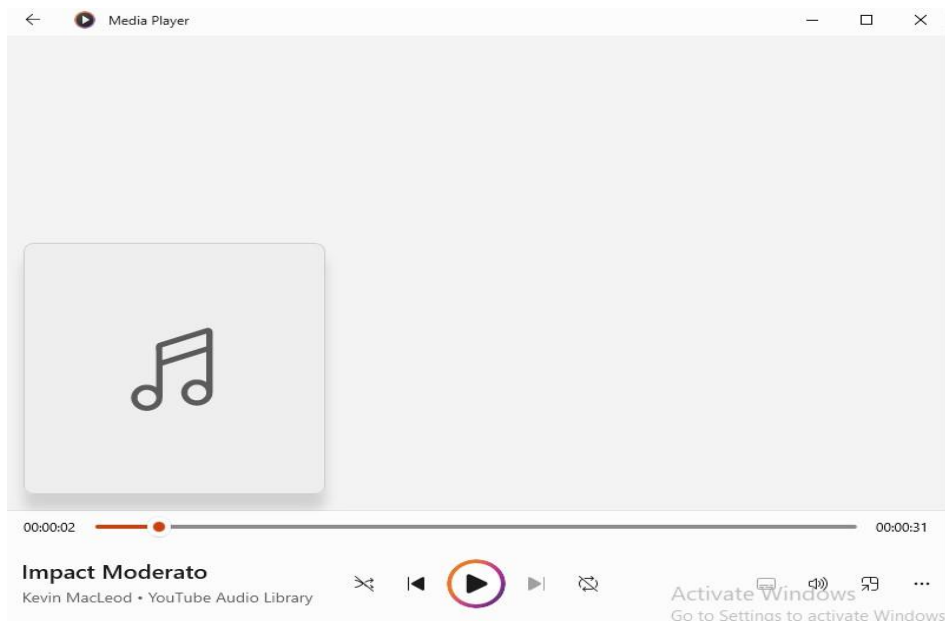 Media Player
00:00:02 00:00:31
Impact Moderato
Kevin MacLeod • YouTube Audio Library
Activate Windows
Go to Settings to activate Windows